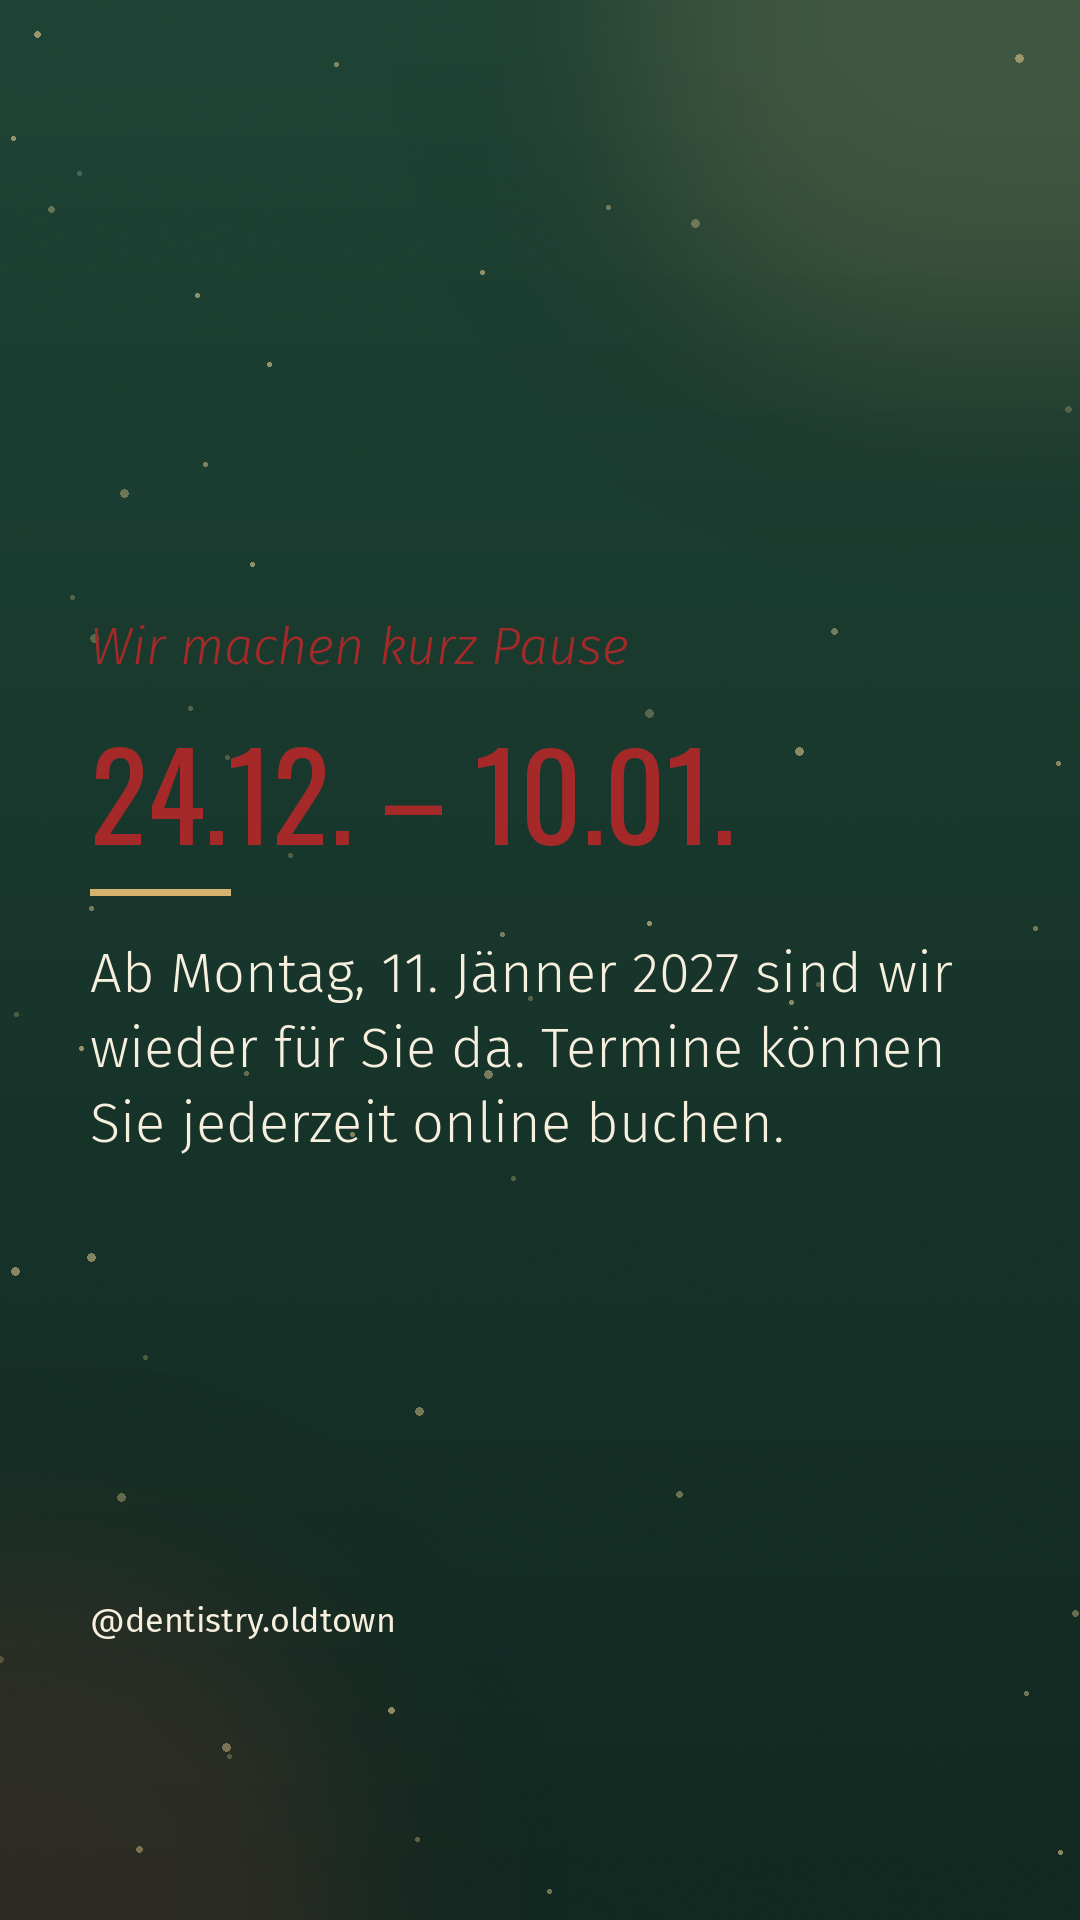 Wir machen kurz Pause
24.12. – 10.01.
Ab Montag, 11. Jänner 2027 sind wir
wieder für Sie da. Termine können
Sie jederzeit online buchen.
@dentistry.oldtown